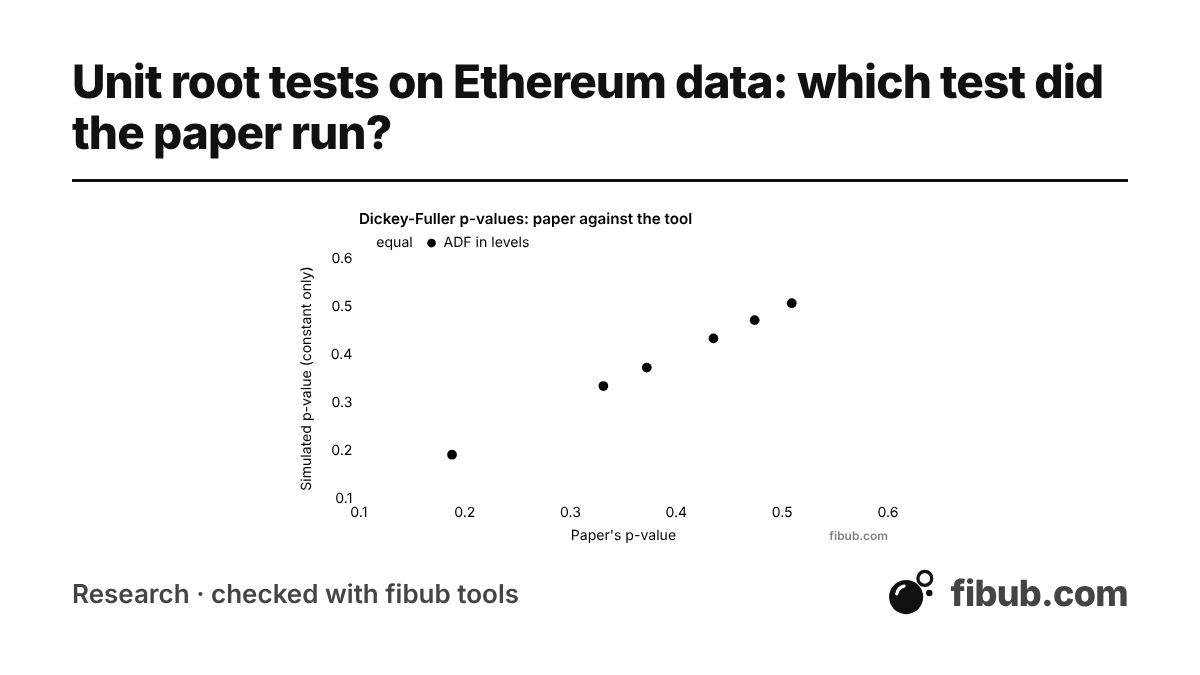 Unit root tests on Ethereum data: which test did
the paper run?
Dickey-Fuller p-values: paper against the tool
equal ADF in levels
Simulated p-value (constant only)
0.6
0.5
0.4
0.3
0.2
0.1
0.1 0.2 0.3 0.4 0.5 0.6
Paper's p-value
fibub.com
Research · checked with fibub tools
fibub.com